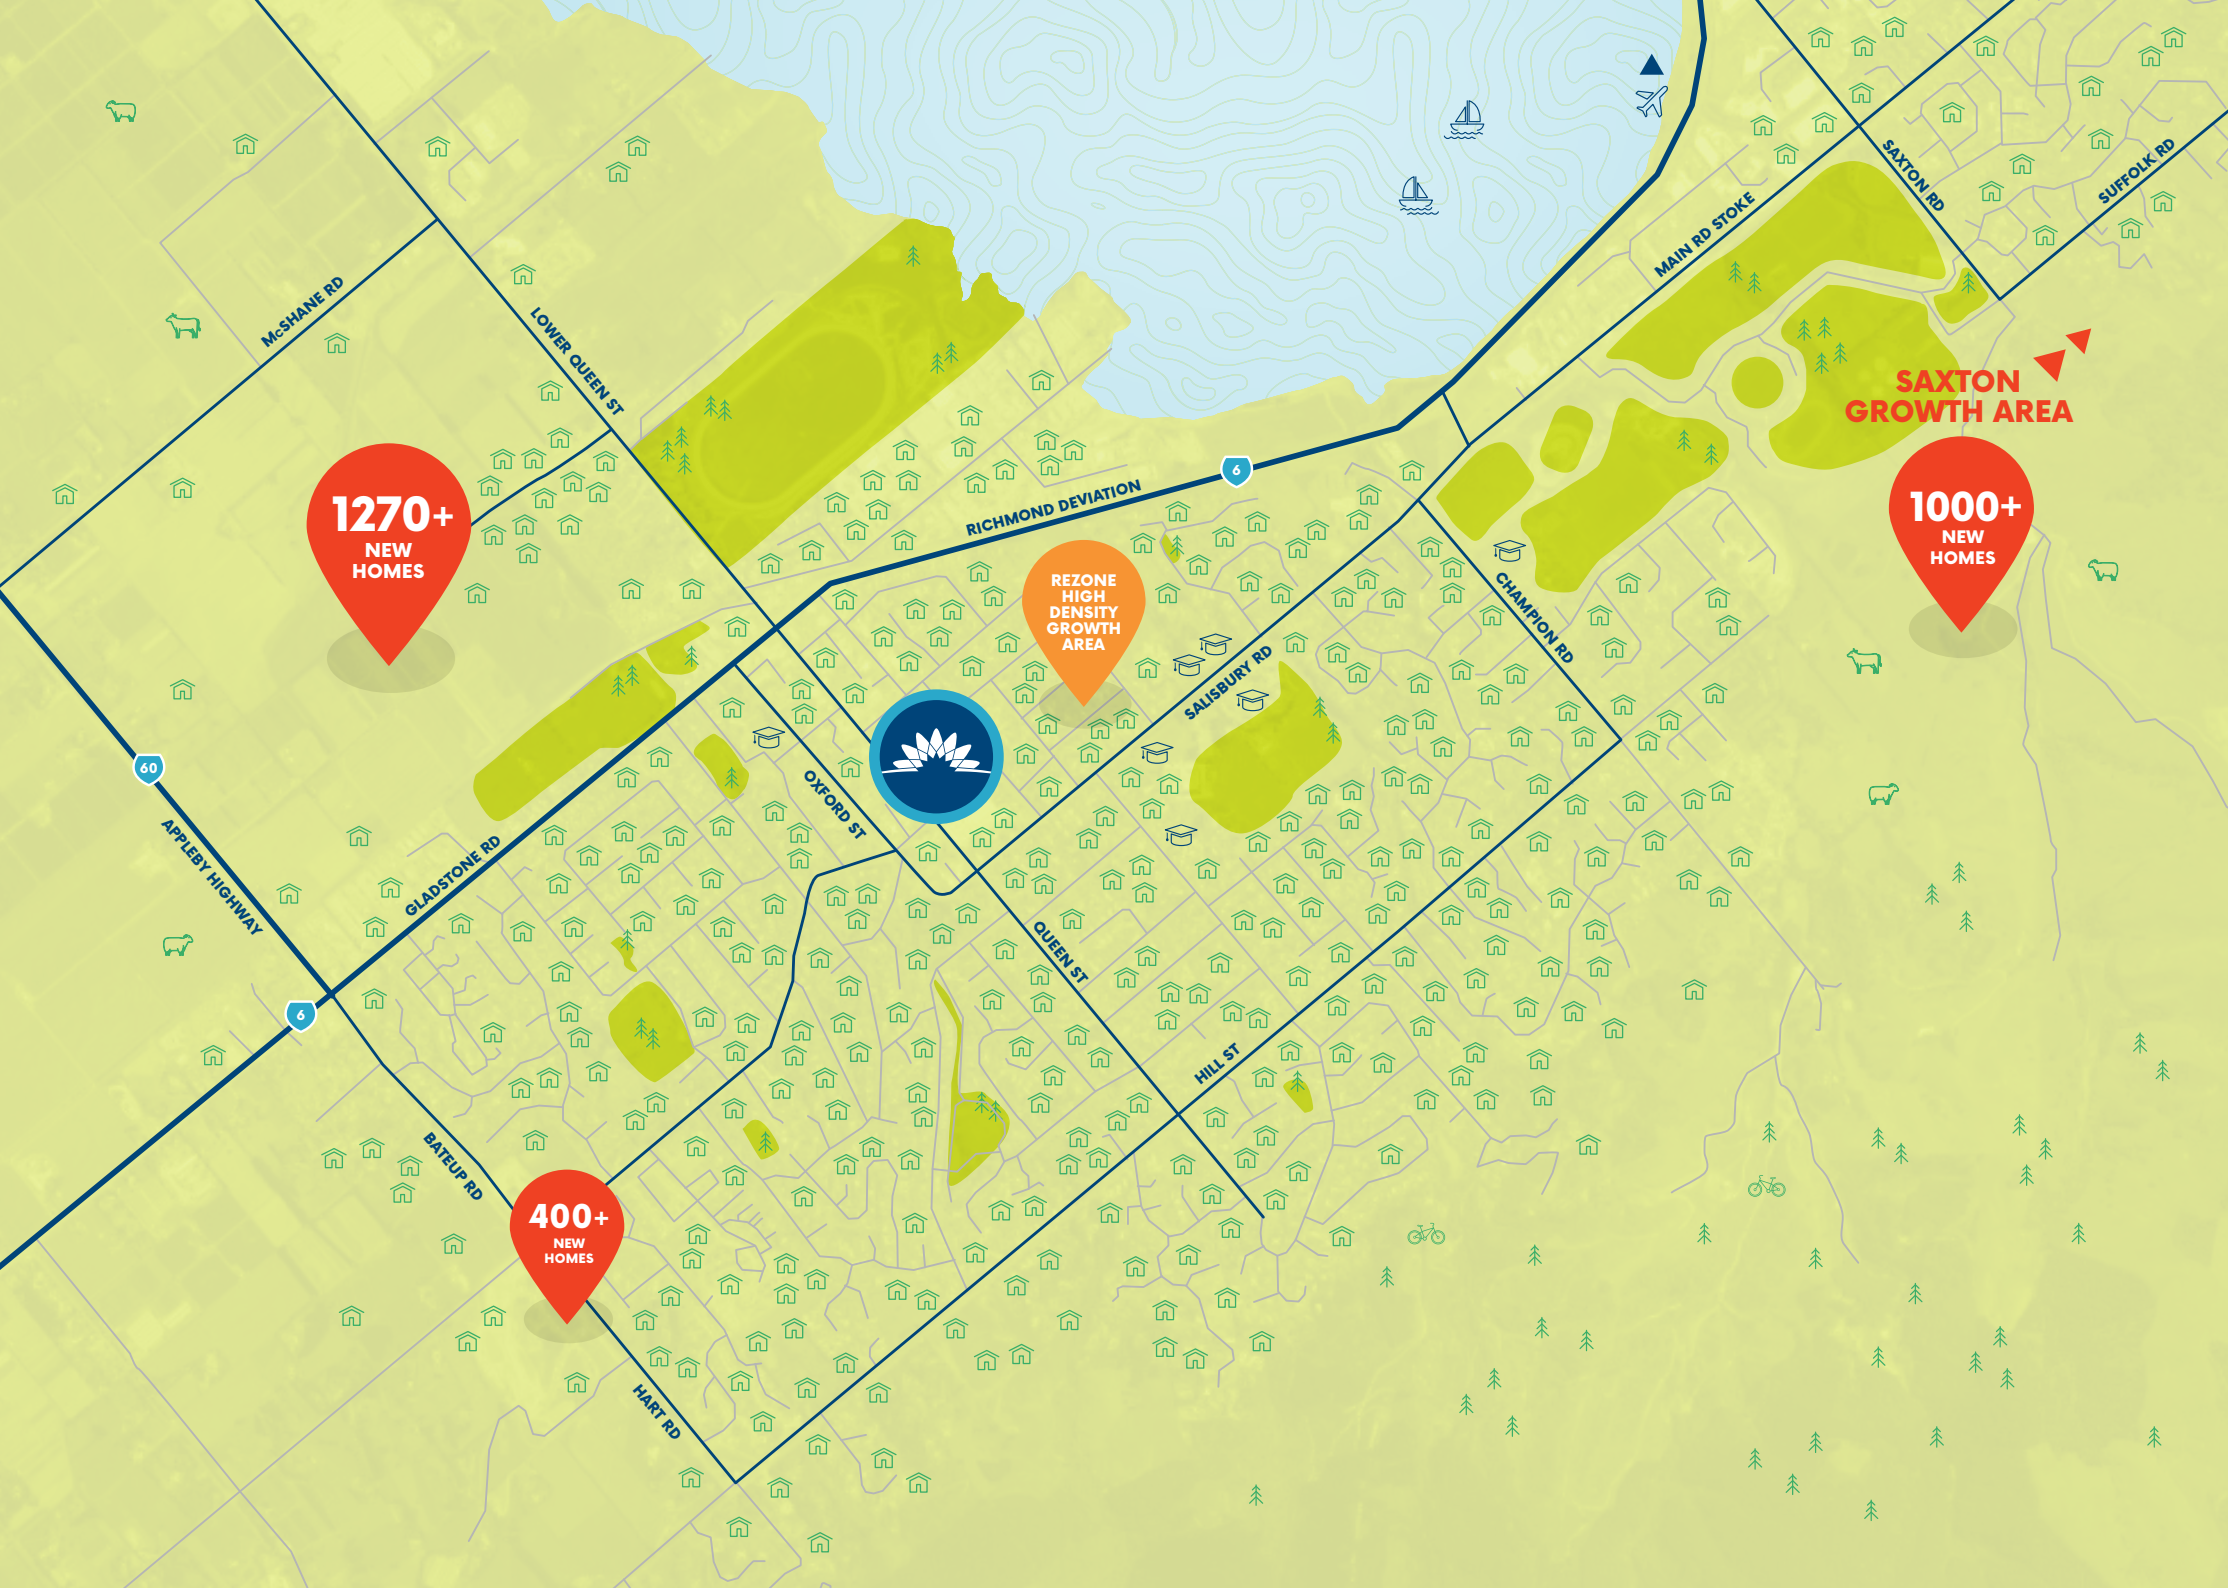 SAXTON RD
SUFFOLK RD
MAIN RD STOKE
McSHANE RD
LOWER QUEEN ST
SAXTON
GROWTH AREA
1270+
NEW
HOMES
6
RICHMOND DEVIATION
1000+
NEW
HOMES
REZONE
HIGH
DENSITY
GROWTH
AREA
CHAMPION RD
SALISBURY RD
60
OXFORD ST
APPLEBY HIGHWAY
GLADSTONE RD
QUEEN ST
6
HILL ST
BATEUP RD
400+
NEW
HOMES
HART RD